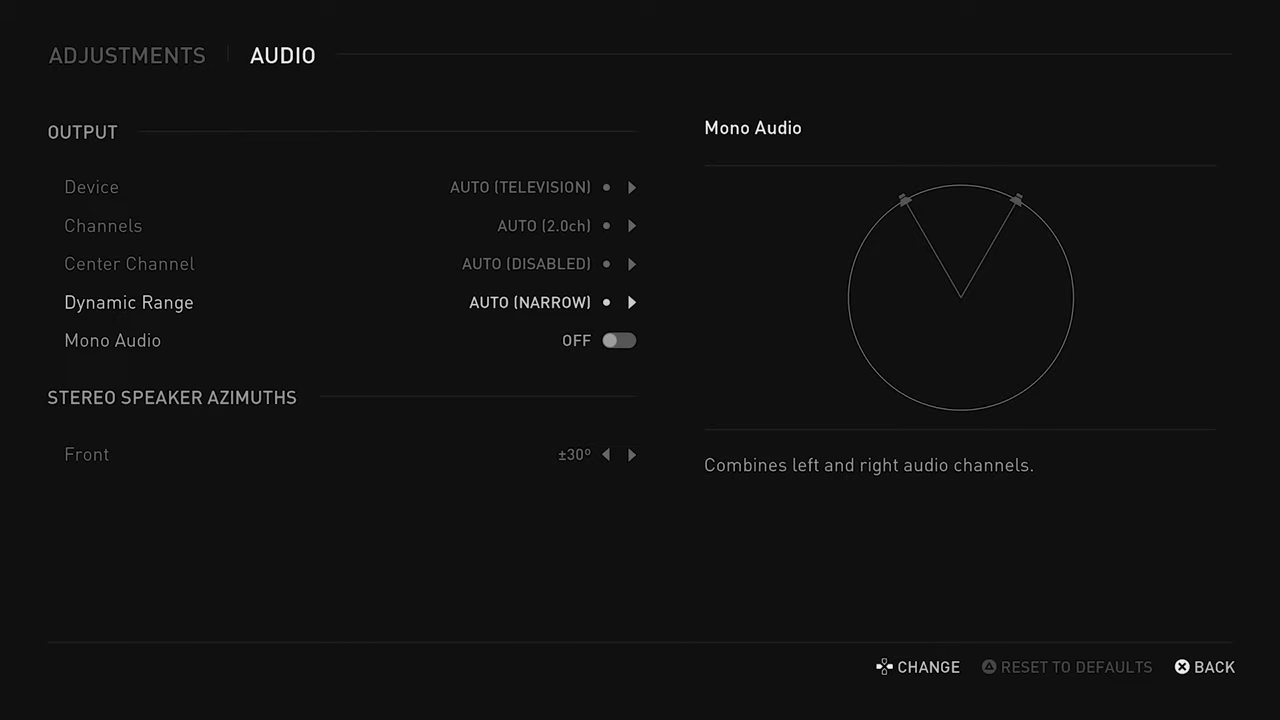 ADJUSTMENTS AUDIO
OUTPUT
Device AUTO (TELEVISION)
Channels AUTO (2.0ch)
Center Channel AUTO (DISABLED)
Dynamic Range AUTO (NARROW)
Mono Audio OFF
STEREO SPEAKER AZIMUTHS
Front ±30º
Mono Audio
Combines left and right audio channels.
CHANGE RESET TO DEFAULTS BACK